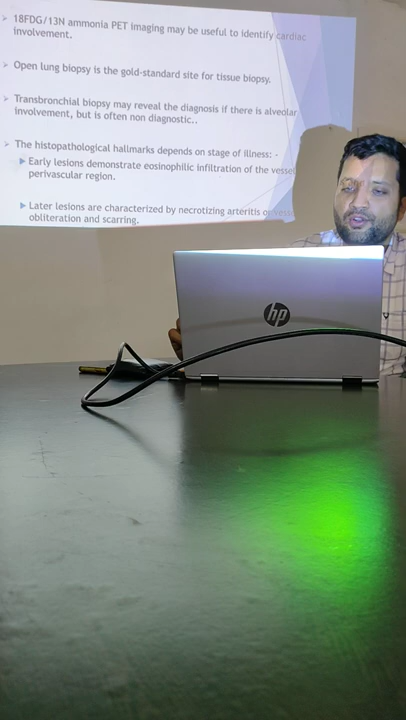 18FDG/13N ammonia PET imaging may be useful to identify cardiac
involvement.
Open lung biopsy is the gold-standard site for tissue biopsy.
Transbronchial biopsy may reveal the diagnosis if there is alveolar
involvement, but is often non diagnostic..
The histopathological hallmarks depends on stage of illness: -
Early lesions demonstrate eosinophilic infiltration of the vessel
perivascular region.
Later lesions are characterized by necrotizing arteritis
obliteration and scarring.
hp